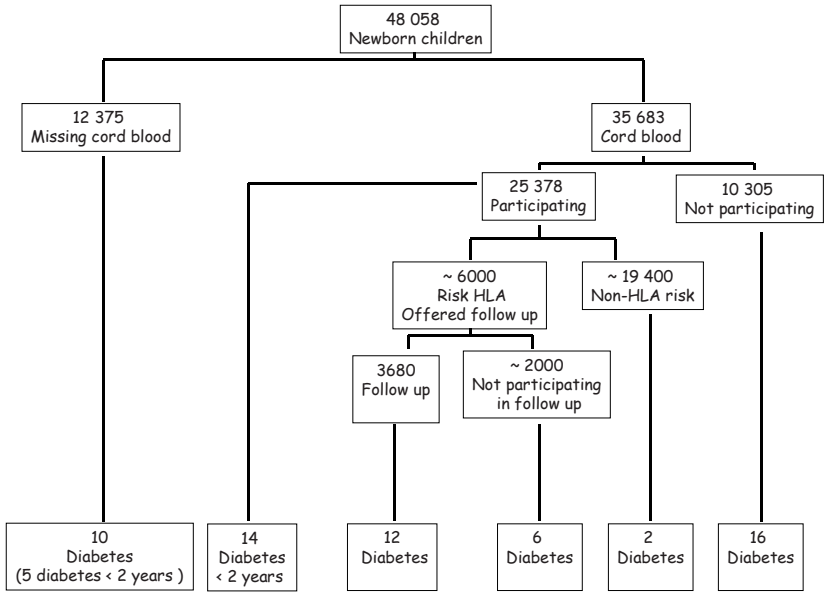 48 058
Newborn children
12 375
Missing cord blood
35 683
Cord blood
25 378
Participating
10 305
Not participating
~ 6000
Risk HLA
Offered follow up
~ 19 400
Non-HLA risk
3680
Follow up
~ 2000
Not participating
in follow up
10
Diabetes
(5 diabetes < 2 years )
14
Diabetes
< 2 years
12
Diabetes
6
Diabetes
2
Diabetes
16
Diabetes